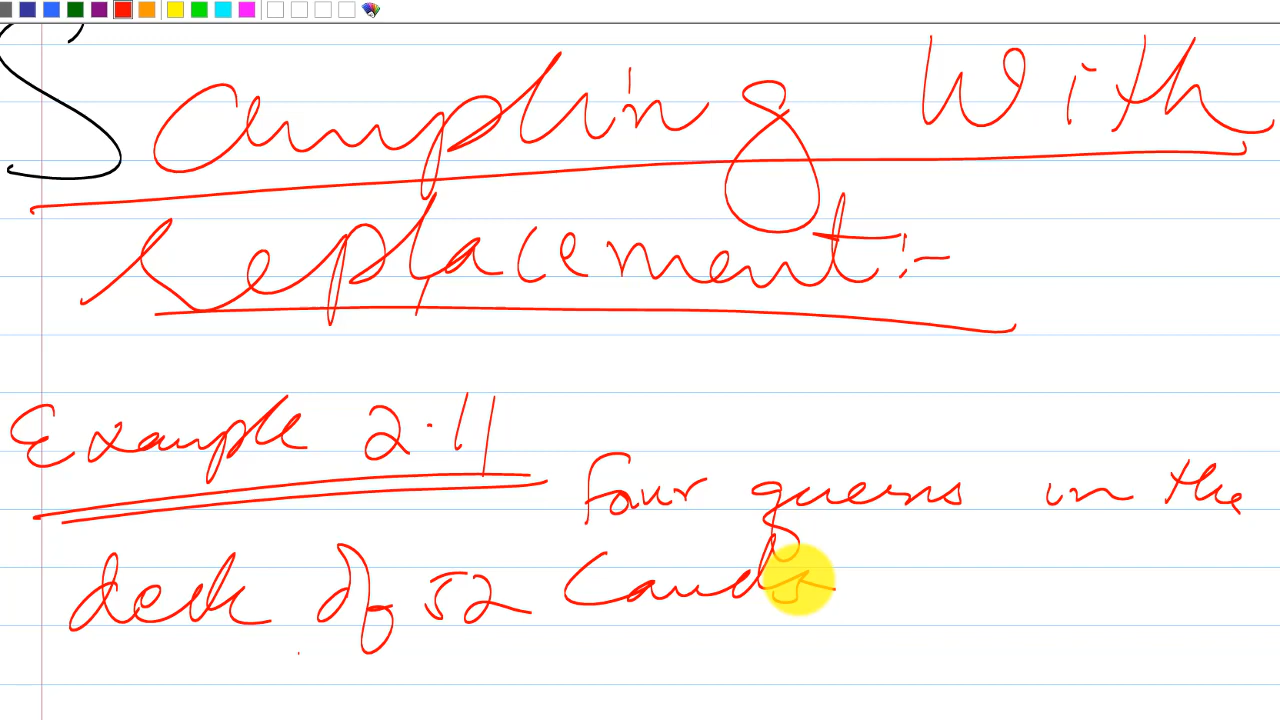 Sampling With
Replacement:-
Example 2.11 four queens in the
deck of 52 Cards